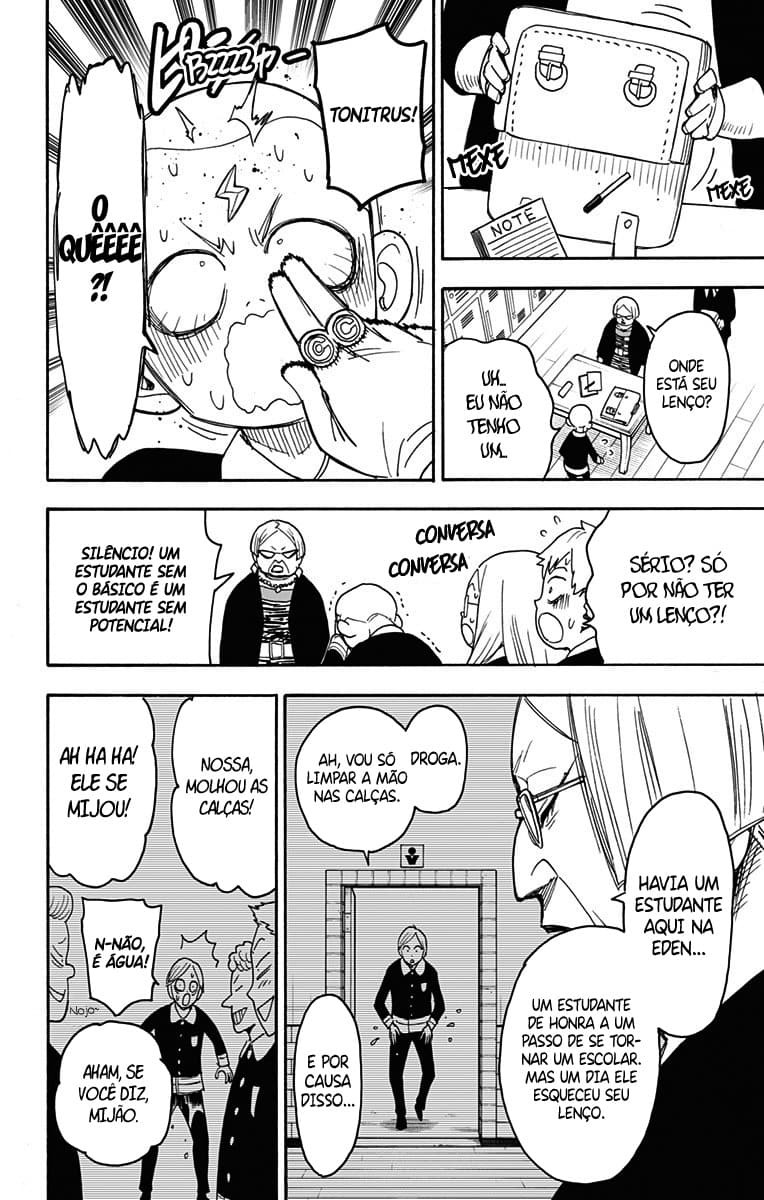 MEXE
MEXE
NOTE
ONDE
ESTÁ SEU
LENÇO?
UH..
EU NÃO
TENHO
UM..
TONITRUS!
Bzzzz
O
QUÊÊÊÊ
?!
SÉRIO? SÓ
POR NÃO TER
UM LENÇO?!
CONVERSA
CONVERSA
SILÊNCIO! UM
ESTUDANTE SEM
O BÁSICO É UM
ESTUDANTE SEM
POTENCIAL!
HAVIA UM
ESTUDANTE
AQUI NA
EDEN...
UM ESTUDANTE
DE HONRA A UM
PASSO DE SE TOR-
NAR UM ESCOLAR.
MAS UM DIA ELE
ESQUECEU SEU
LENÇO.
DROGA.
AH, VOU SÓ
LIMPAR A MÃO
NAS CALÇAS.
E POR
CAUSA
DISSO...
NOSSA,
MOLHOU AS
CALÇAS!
AH HA HA!
ELE SE
MIJOU!
N-NÃO,
É ÁGUA!
Nojo~
AHAM, SE
VOCÊ DIZ,
MIJÃO.